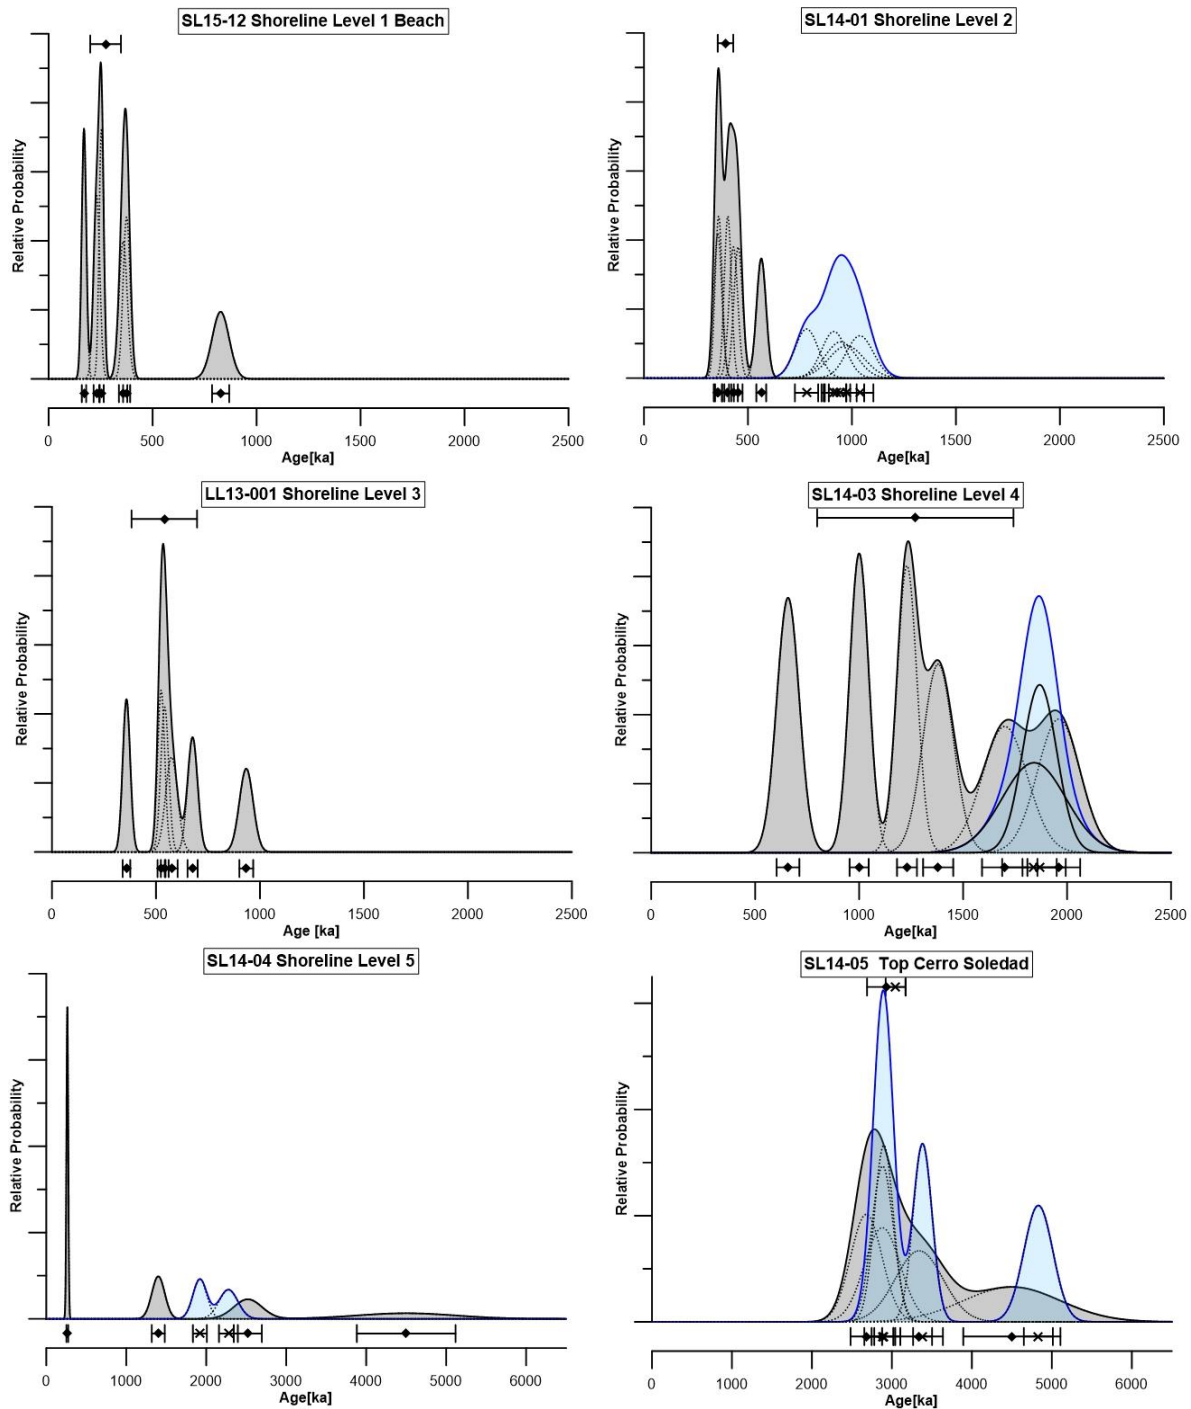 SL15-12 Shoreline Level 1 Beach
Relative Probability
0 500 1000 1500 2000 2500
Age[ka]
SL14-01 Shoreline Level 2
Relative Probability
0 500 1000 1500 2000 2500
Age[ka]
LL13-001 Shoreline Level 3
Relative Probability
0 500 1000 1500 2000 2500
Age [ka]
SL14-03 Shoreline Level 4
Relative Probability
0 500 1000 1500 2000 2500
Age[ka]
SL14-04 Shoreline Level 5
Relative Probability
0 1000 2000 3000 4000 5000 6000
Age[ka]
SL14-05 Top Cerro Soledad
Relative Probability
0 1000 2000 3000 4000 5000 6000
Age[ka]